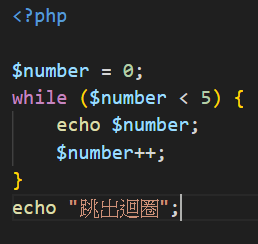 <?php
$number = 0;
while ($number < 5) {
    echo $number;
    $number++;
}
echo "跳出迴圈";